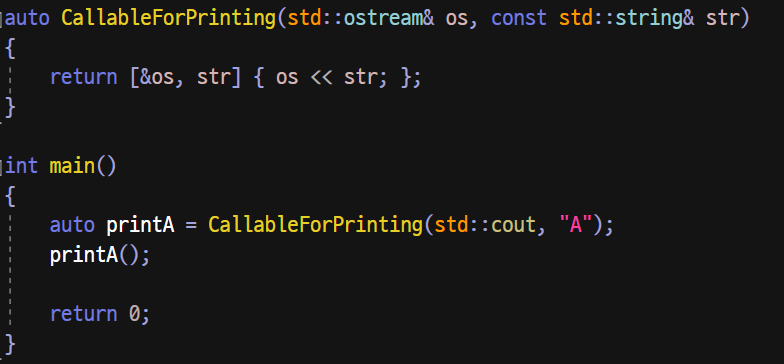 auto CallableForPrinting(std::ostream& os, const std::string& str)
{
    return [&os, str] { os << str; };
}

int main()
{
    auto printA = CallableForPrinting(std::cout, "A");
    printA();

    return 0;
}